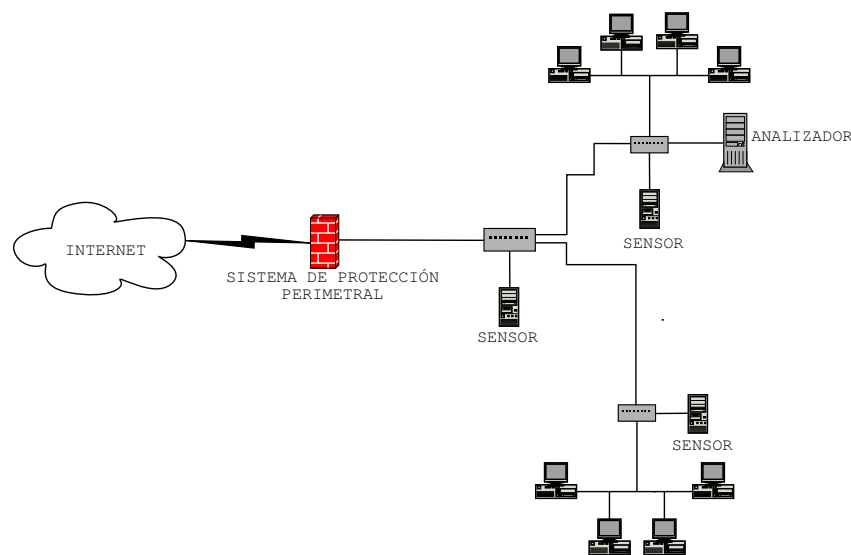 ANALIZADOR
SENSOR
INTERNET
SISTEMA DE PROTECCIÓN
PERIMETRAL
SENSOR
SENSOR